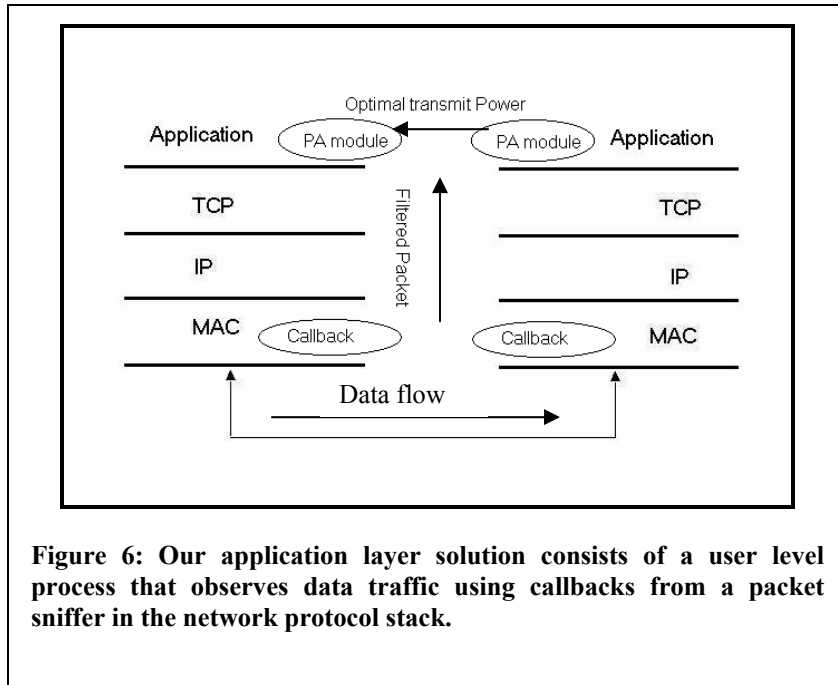 Optimal transmit Power
Application
PA module
PA module
Application
TCP
Filtered Packet
TCP
IP
IP
MAC
Callback
Callback
MAC
Data flow
Figure 6: Our application layer solution consists of a user level
process that observes data traffic using callbacks from a packet
sniffer in the network protocol stack.